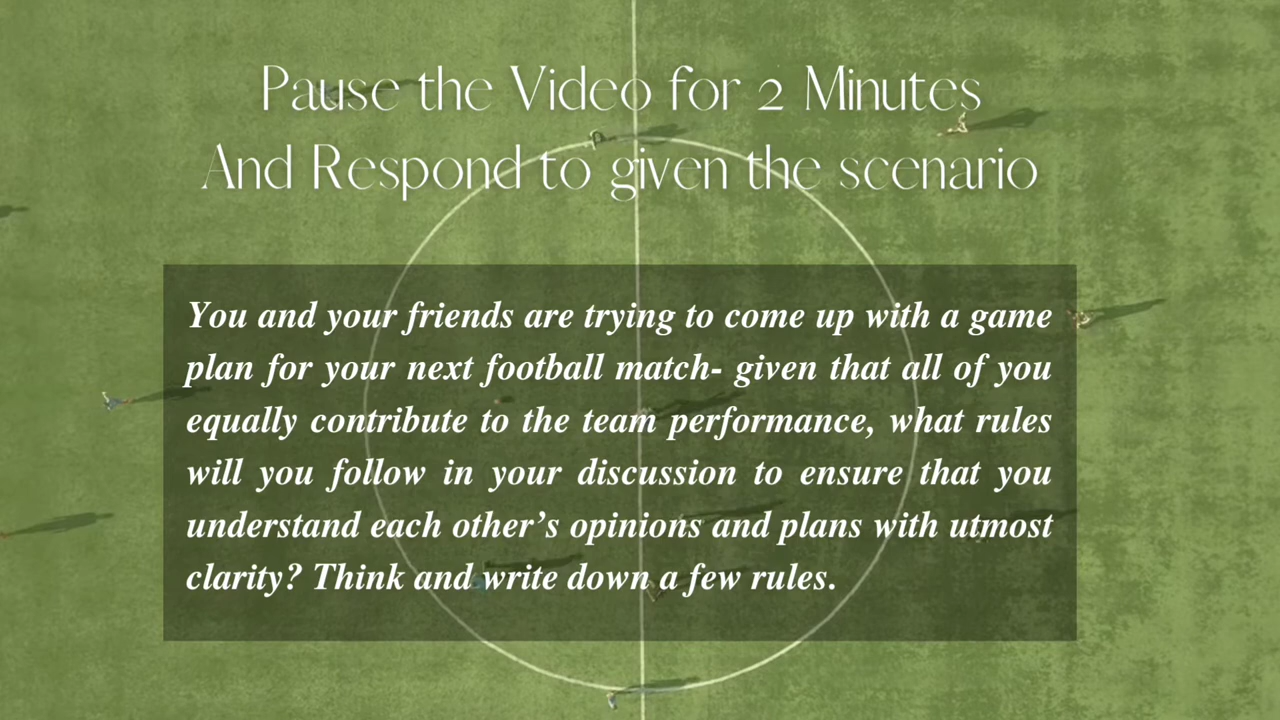 Pause the Video for 2 Minutes
And Respond to given the scenario
You and your friends are trying to come up with a game
plan for your next football match- given that all of you
equally contribute to the team performance, what rules
will you follow in your discussion to ensure that you
understand each other’s opinions and plans with utmost
clarity? Think and write down a few rules.